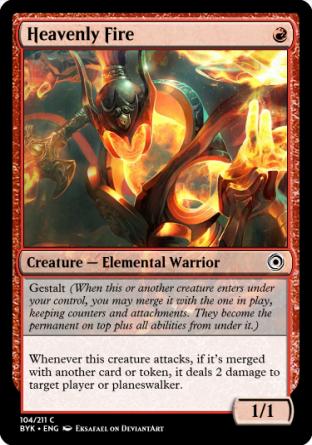 Heavenly Fire
Creature — Elemental Warrior
Gestalt (When this or another creature enters under
your control, you may merge it with the one in play,
keeping counters and attachments. They become the
permanent on top plus all abilities from under it.)
Whenever this creature attacks, if it's merged
with another card or token, it deals 2 damage to
target player or planeswalker.
1/1
104/211 C
BYK • ENG Eksafael on DeviantArt